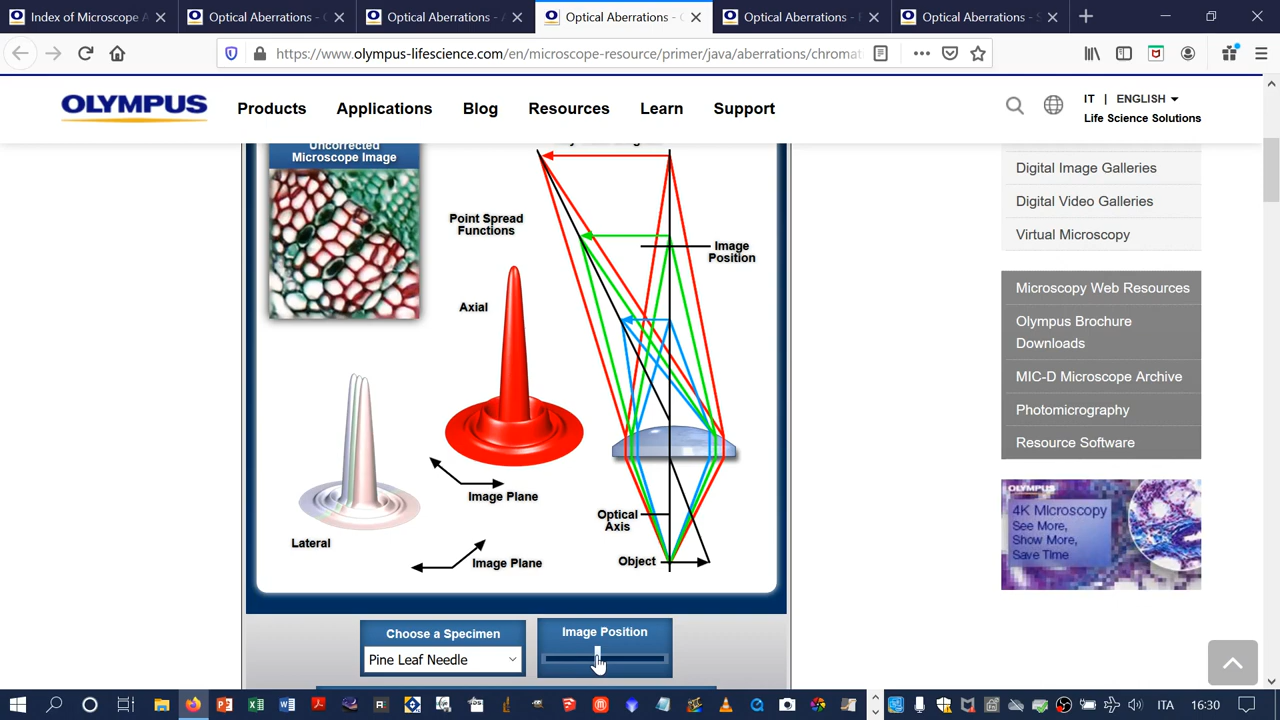 Index of Microscope A
Optical Aberrations - C
Optical Aberrations - A
Optical Aberrations - C
Optical Aberrations - F
Optical Aberrations - S
https://www.olympus-lifescience.com/en/microscope-resource/primer/java/aberrations/chromat
OLYMPUS
Products
Applications
Blog
Resources
Learn
Support
IT | ENGLISH
Life Science Solutions
Uncorrected
Microscope Image
Point Spread
Functions
Axial
Image
Position
Image Plane
Lateral
Image Plane
Optical
Axis
Object
Choose a Specimen
Pine Leaf Needle
Image Position
Digital Image Galleries
Digital Video Galleries
Virtual Microscopy
Microscopy Web Resources
Olympus Brochure
Downloads
MIC-D Microscope Archive
Photomicrography
Resource Software
OLYMPUS
4K Microscopy
See More,
Show More,
Save Time
ITA
16:30